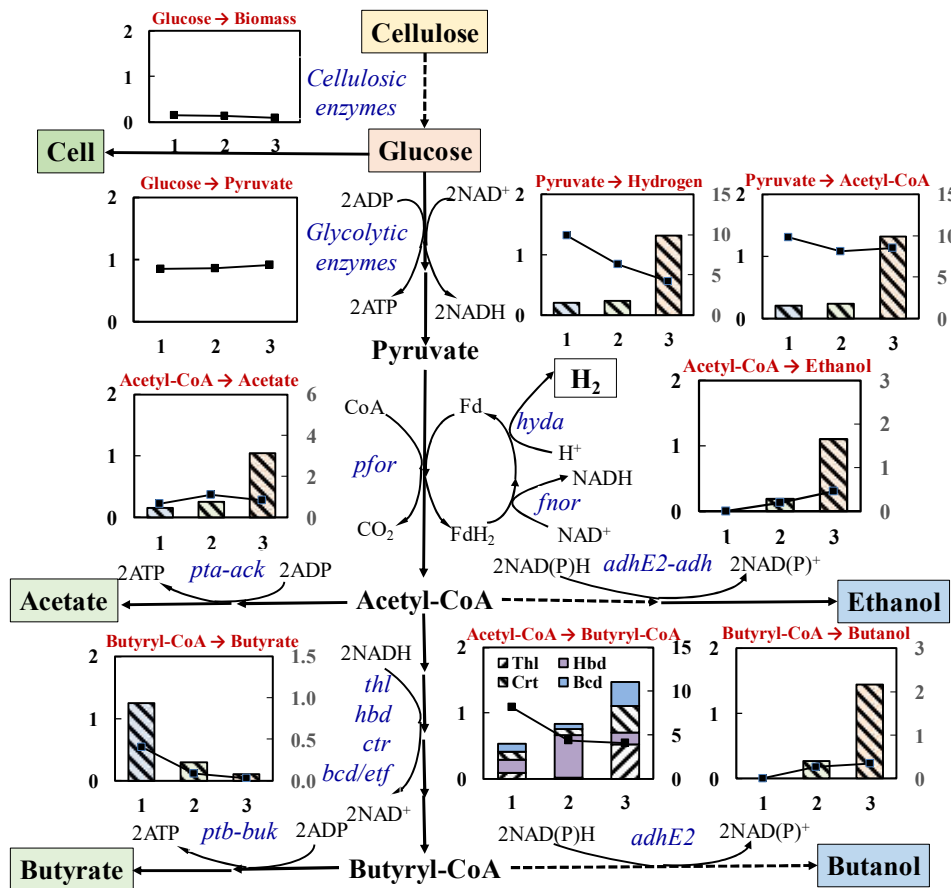 Glucose → Biomass
2
1
0
1 2 3
Cellulose
Cellulosic
enzymes
Cell
Glucose
Glucose → Pyruvate
2
1
0
1 2 3
2ADP
2NAD⁺
Glycolytic
enzymes
2ATP
2NADH
Pyruvate → Hydrogen
2
1
0
15
10
5
0
1 2 3
Pyruvate → Acetyl-CoA
2
1
0
15
10
5
0
1 2 3
Pyruvate
Acetyl-CoA → Acetate
2
1
0
6
4
2
0
1 2 3
CoA
Fd
H₂
hyda
H⁺
pfor
NADH
fnor
CO₂
FdH₂
NAD⁺
Acetyl-CoA → Ethanol
2
1
0
3
2
1
0
1 2 3
2ATP
pta-ack
2ADP
2NAD(P)H
adhE2-adh
2NAD(P)⁺
Acetate
Acetyl-CoA
Ethanol
Butyryl-CoA → Butyrate
2
1
0
1.5
1.0
0.5
0.0
1 2 3
2NADH
thl
hbd
ctr
bcd/etf
2NAD⁺
Acetyl-CoA → Butyryl-CoA
Thl Hbd
Crt Bcd
2
1
0
15
10
5
0
1 2 3
Butyryl-CoA → Butanol
2
1
0
3
2
1
0
1 2 3
2ATP
ptb-buk
2ADP
2NAD(P)H
adhE2
2NAD(P)⁺
Butyrate
Butyryl-CoA
Butanol